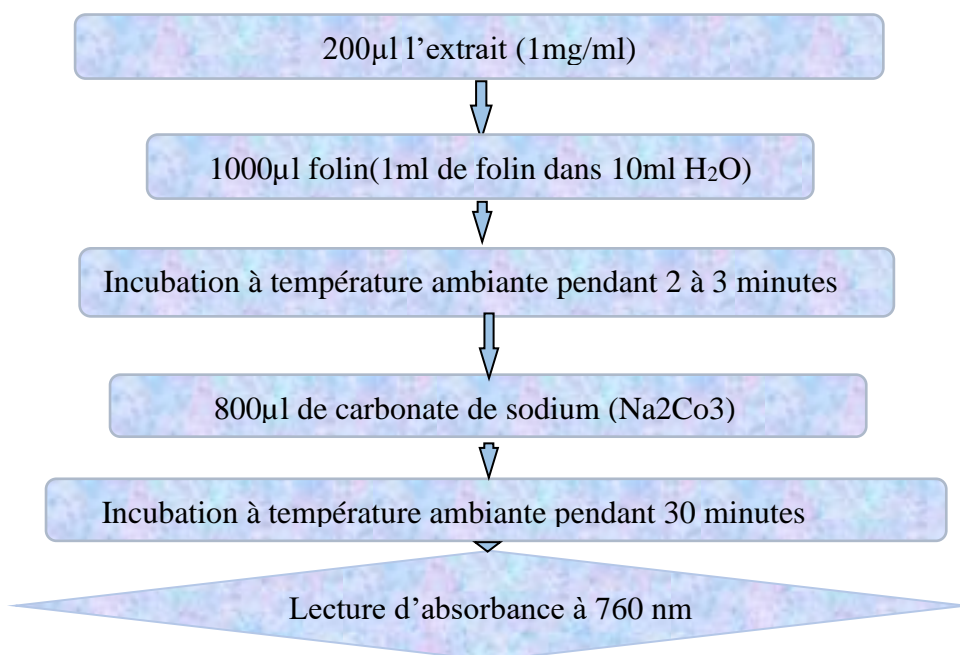 200µl l’extrait (1mg/ml)
1000µl folin(1ml de folin dans 10ml H₂O)
Incubation à température ambiante pendant 2 à 3 minutes
800µl de carbonate de sodium (Na2Co3)
Incubation à température ambiante pendant 30 minutes
Lecture d’absorbance à 760 nm